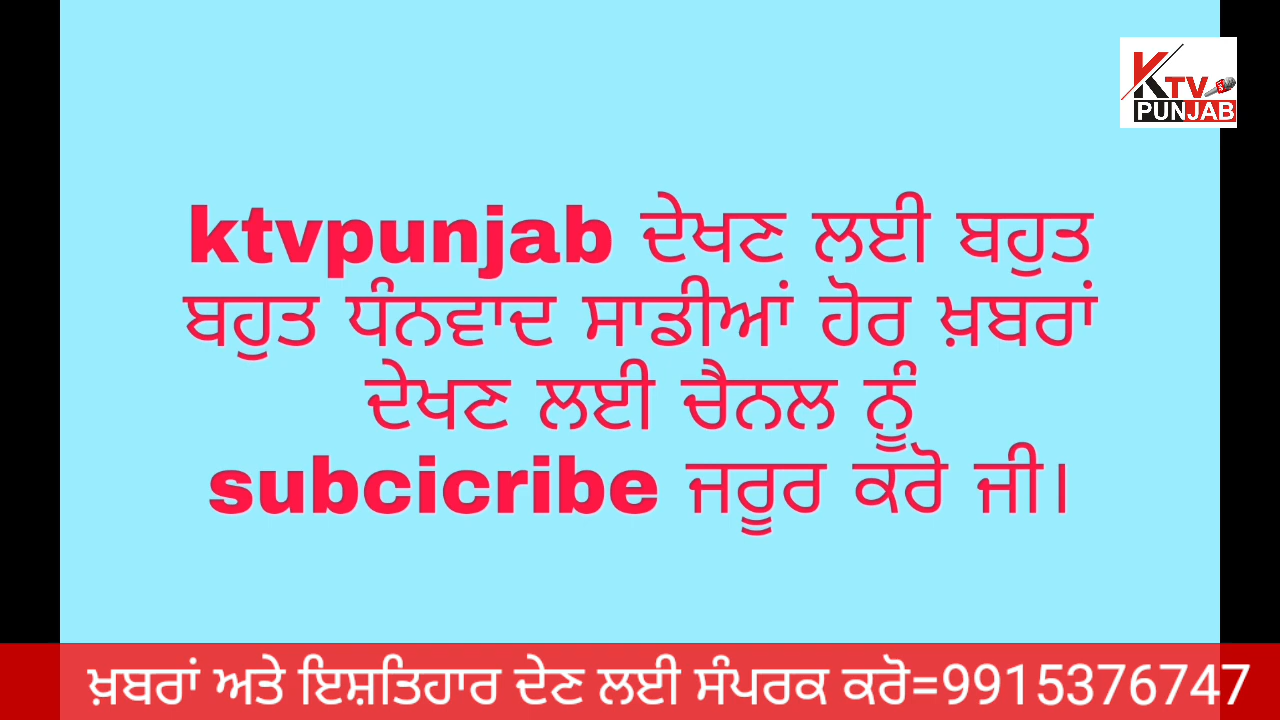 KTV
PUNJAB
ktvpunjab ਦੇਖਣ ਲਈ ਬਹੁਤ
ਬਹੁਤ ਧੰਨਵਾਦ ਸਾਡੀਆਂ ਹੋਰ ਖ਼ਬਰਾਂ
ਦੇਖਣ ਲਈ ਚੈਨਲ ਨੂੰ
subcicribe ਜਰੂਰ ਕਰੋ ਜੀ।
ਖ਼ਬਰਾਂ ਅਤੇ ਇਸ਼ਤਿਹਾਰ ਦੇਣ ਲਈ ਸੰਪਰਕ ਕਰੋ=9915376747